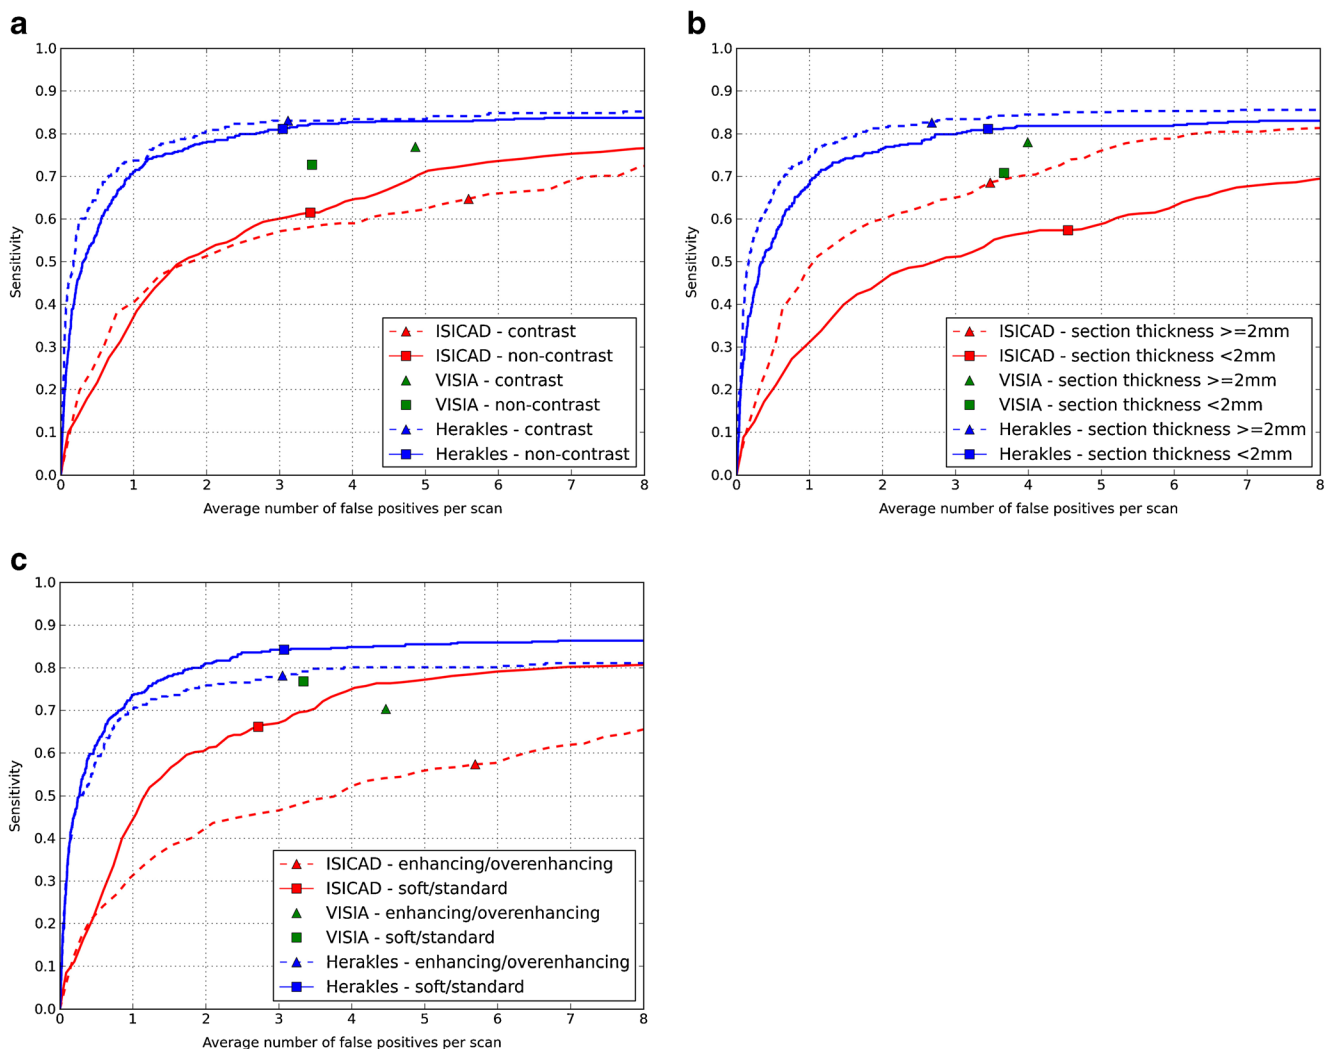 a
1.0
0.9
0.8
0.7
0.6
0.5
0.4
0.3
0.2
0.1
0.0
Sensitivity
ISICAD - contrast
ISICAD - non-contrast
VISIA - contrast
VISIA - non-contrast
Herakles - contrast
Herakles - non-contrast
0 1 2 3 4 5 6 7 8
Average number of false positives per scan
b
1.0
0.9
0.8
0.7
0.6
0.5
0.4
0.3
0.2
0.1
0.0
Sensitivity
ISICAD - section thickness >=2mm
ISICAD - section thickness <2mm
VISIA - section thickness >=2mm
VISIA - section thickness <2mm
Herakles - section thickness >=2mm
Herakles - section thickness <2mm
0 1 2 3 4 5 6 7 8
Average number of false positives per scan
c
1.0
0.9
0.8
0.7
0.6
0.5
0.4
0.3
0.2
0.1
0.0
Sensitivity
ISICAD - enhancing/overenhancing
ISICAD - soft/standard
VISIA - enhancing/overenhancing
VISIA - soft/standard
Herakles - enhancing/overenhancing
Herakles - soft/standard
0 1 2 3 4 5 6 7 8
Average number of false positives per scan